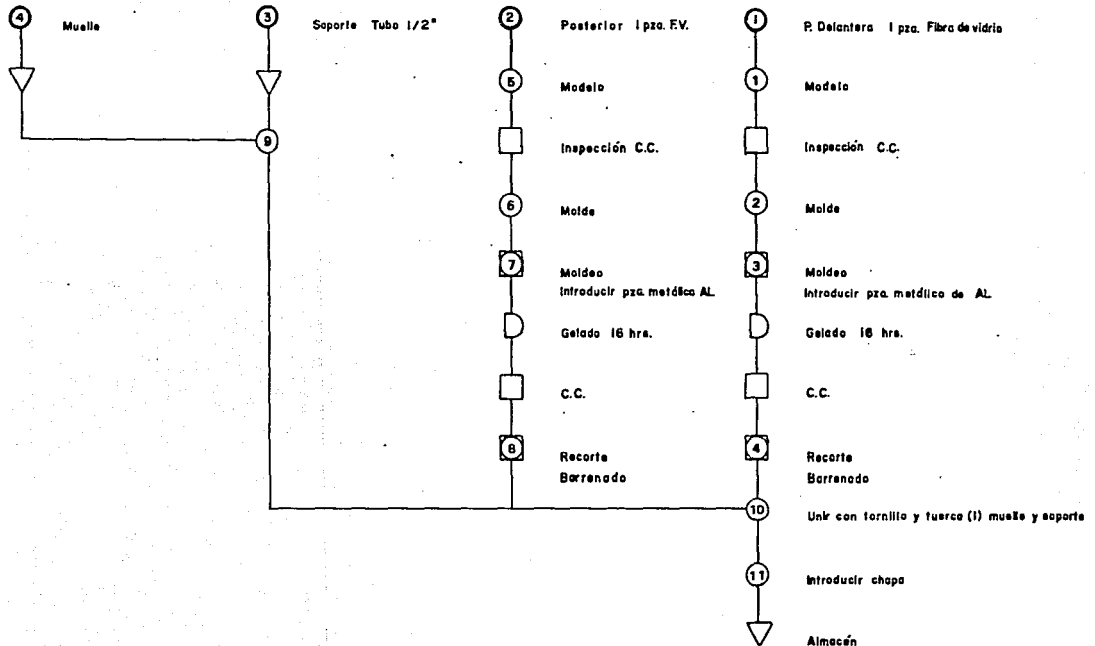 4 Muelle
3 Soporte Tubo 1/2"
2 Posterior 1 pza. F.V.
1 P. Delantera 1 pza. Fibra de vidrio
5 Modelo
1 Modelo
Inspección C.C.
Inspección C.C.
9
6 Molde
2 Molde
7 Moldeo
Introducir pza. metálica AL
3 Moldeo
Introducir pza. metálica de AL
Gelado 16 hrs.
Gelado 16 hrs.
C.C.
C.C.
8 Recorte
Barrenado
4 Recorte
Barrenado
10 Unir con tornillo y tuerca (1) muelle y soporte
11 Introducir chapa
Almacén